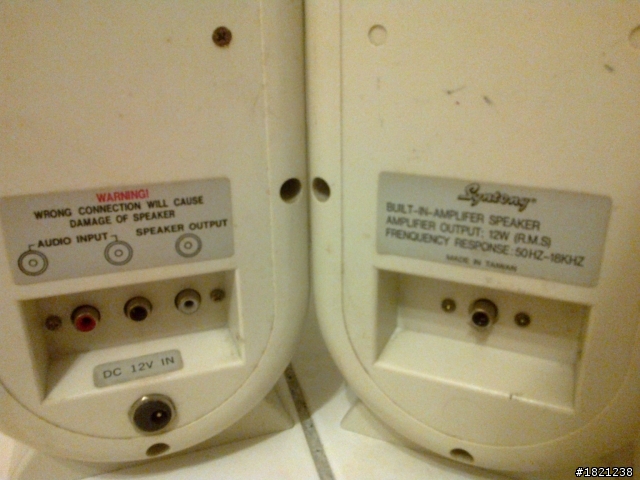 WARNING!
WRONG CONNECTION WILL CAUSE
DAMAGE OF SPEAKER
AUDIO INPUT
SPEAKER OUTPUT
DC 12V IN
BUILT-IN-AMPLIFER SPEAKER
AMPLIFIER OUTPUT: 12W (R.M.S)
FRENQUENCY RESPONSE: 50HZ-18KHZ
MADE IN TAIWAN
#1821238